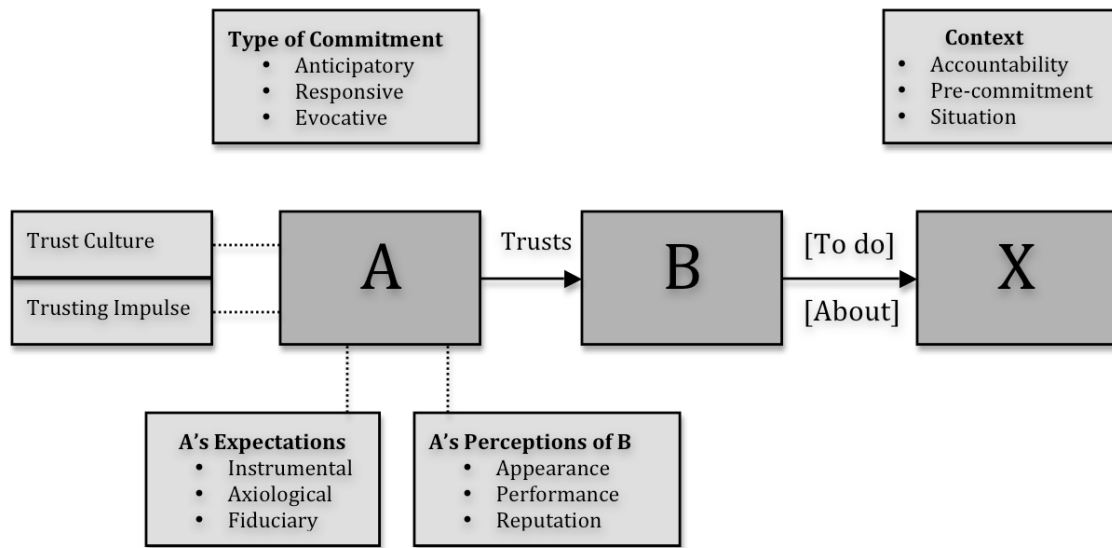 Type of Commitment
• Anticipatory
• Responsive
• Evocative
Context
• Accountability
• Pre-commitment
• Situation
Trust Culture
Trusting Impulse
A
Trusts
B
[To do]
[About]
X
A’s Expectations
• Instrumental
• Axiological
• Fiduciary
A’s Perceptions of B
• Appearance
• Performance
• Reputation